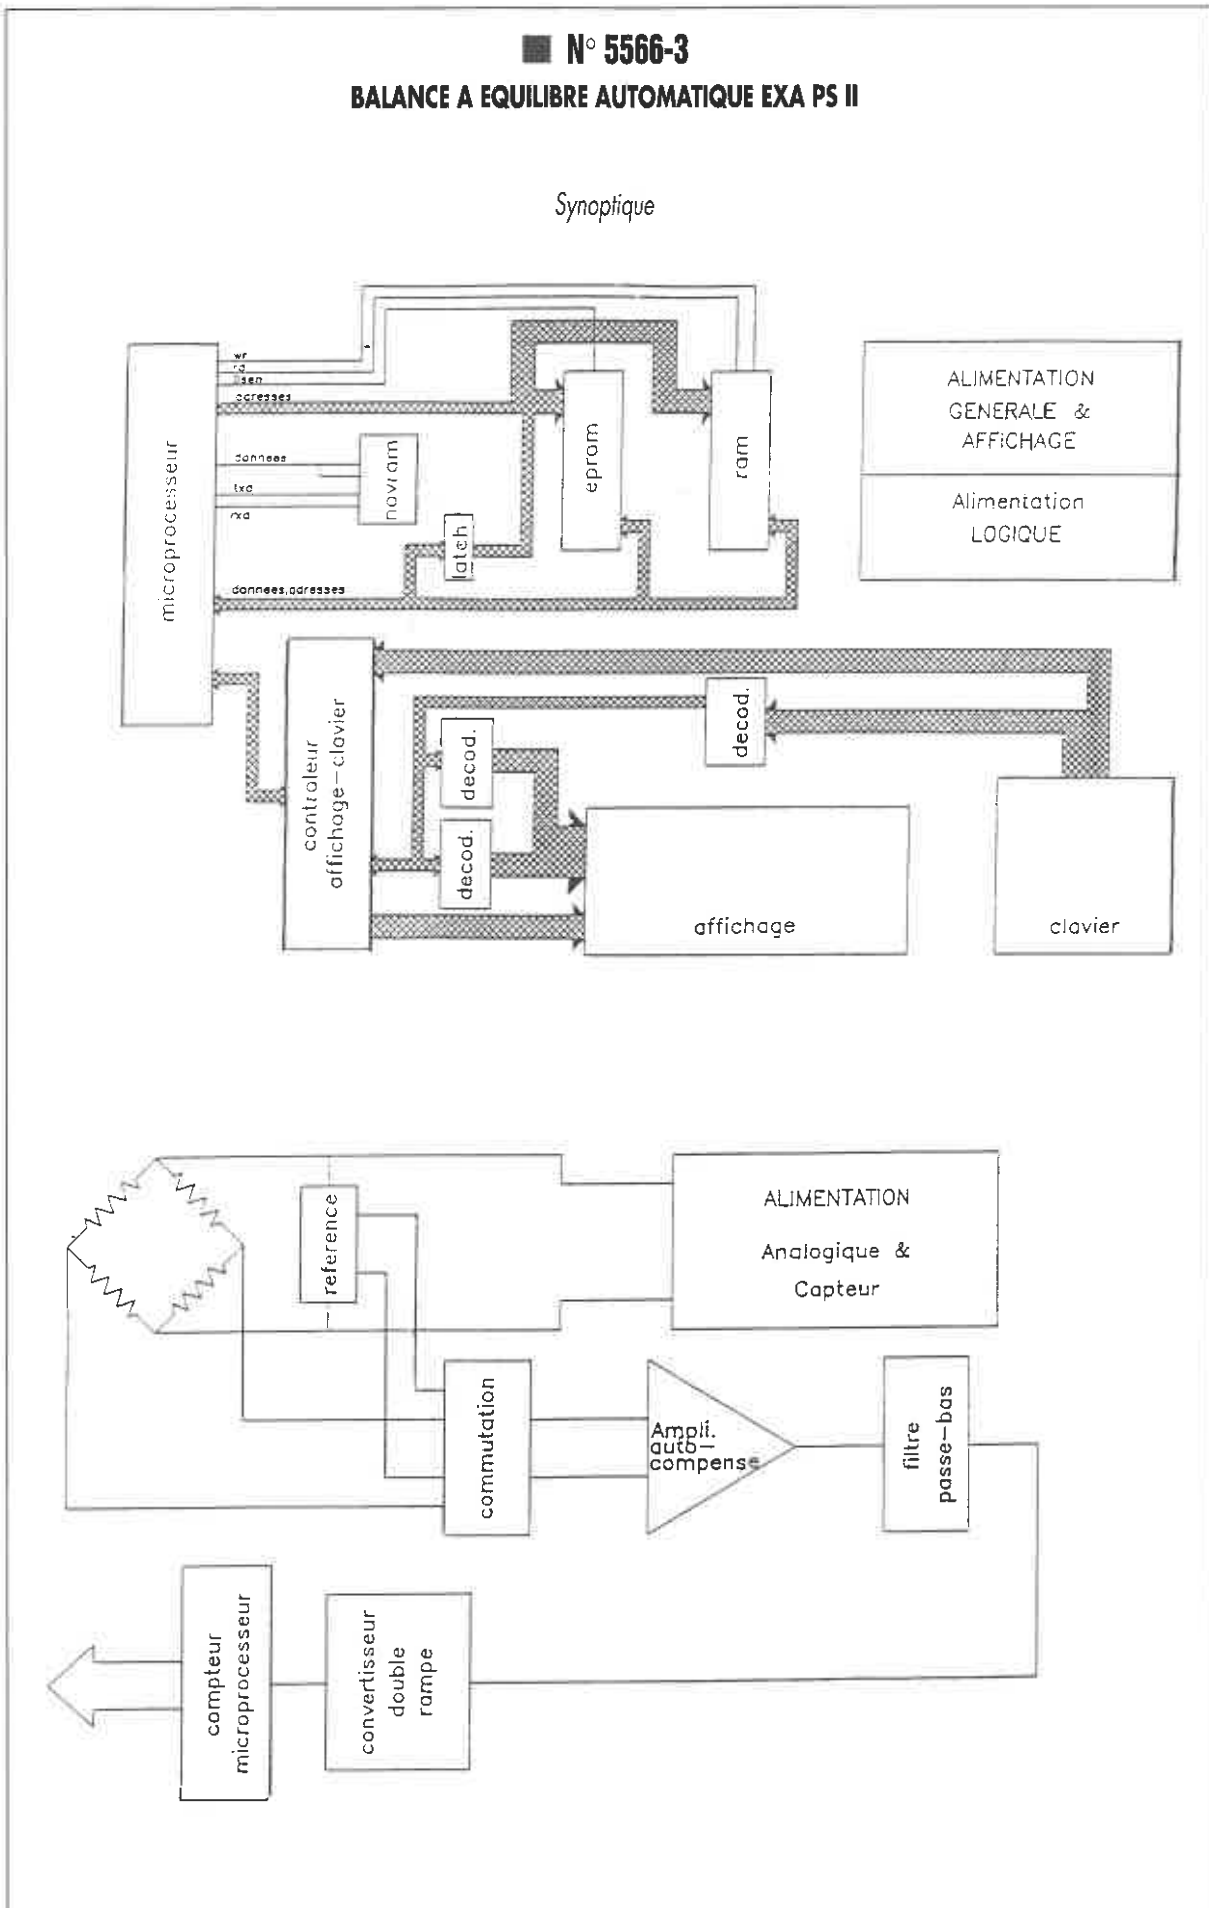 N° 5566-3
BALANCE A EQUILIBRE AUTOMATIQUE EXA PS II
Synoptique
wr
rd
psen
adresses
microprocesseur
donnees
txd
rxd
novram
latch
eprom
ram
donnees,adresses
ALIMENTATION
GENERALE &
AFFICHAGE
Alimentation
LOGIQUE
controleur
affichage-clavier
decod.
decod.
decod.
affichage
clavier
reference
ALIMENTATION
Analogique &
Capteur
commutation
Ampli.
auto-
compense
filtre
passe-bas
compteur
microprocesseur
convertisseur
double
rampe